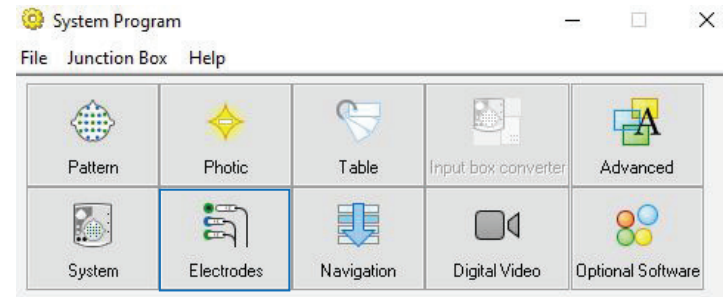 System Program
File Junction Box Help
Pattern Photic Table Input box converter Advanced
System Electrodes Navigation Digital Video Optional Software